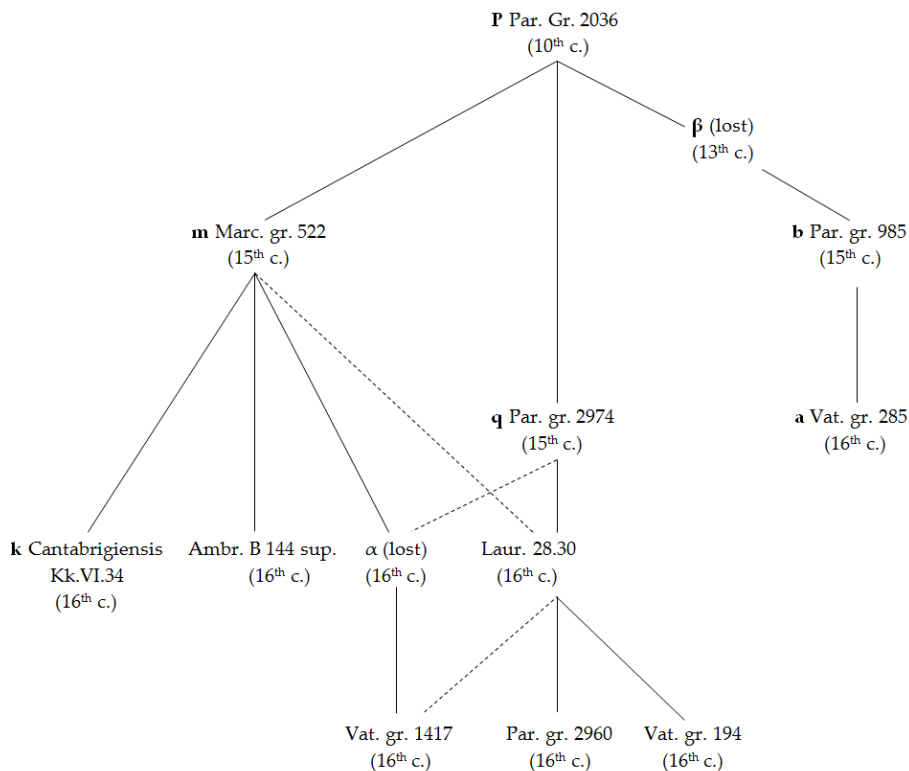 P Par. Gr. 2036
(10th c.)
β (lost)
(13th c.)
m Marc. gr. 522
(15th c.)
b Par. gr. 985
(15th c.)
q Par. gr. 2974
(15th c.)
a Vat. gr. 285
(16th c.)
k Cantabrigiensis
Kk.VI.34
(16th c.)
Ambr. B 144 sup.
(16th c.)
α (lost)
(16th c.)
Laur. 28.30
(16th c.)
Vat. gr. 1417
(16th c.)
Par. gr. 2960
(16th c.)
Vat. gr. 194
(16th c.)